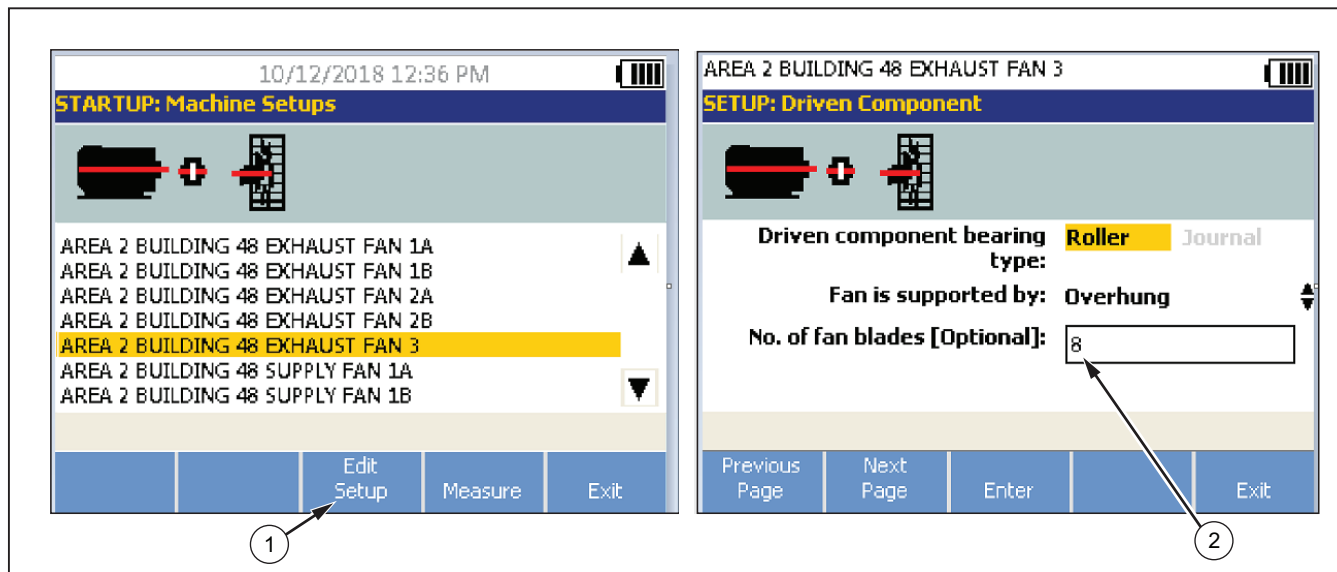 10/12/2018 12:36 PM
STARTUP: Machine Setups
AREA 2 BUILDING 48 EXHAUST FAN 1A
AREA 2 BUILDING 48 EXHAUST FAN 1B
AREA 2 BUILDING 48 EXHAUST FAN 2A
AREA 2 BUILDING 48 EXHAUST FAN 2B
AREA 2 BUILDING 48 EXHAUST FAN 3
AREA 2 BUILDING 48 SUPPLY FAN 1A
AREA 2 BUILDING 48 SUPPLY FAN 1B
Edit
Setup
Measure
Exit
1
AREA 2 BUILDING 48 EXHAUST FAN 3
SETUP: Driven Component
Driven component bearing
type:
Roller
Journal
Fan is supported by:
Overhung
No. of fan blades [Optional]:
8
Previous
Page
Next
Page
Enter
Exit
2